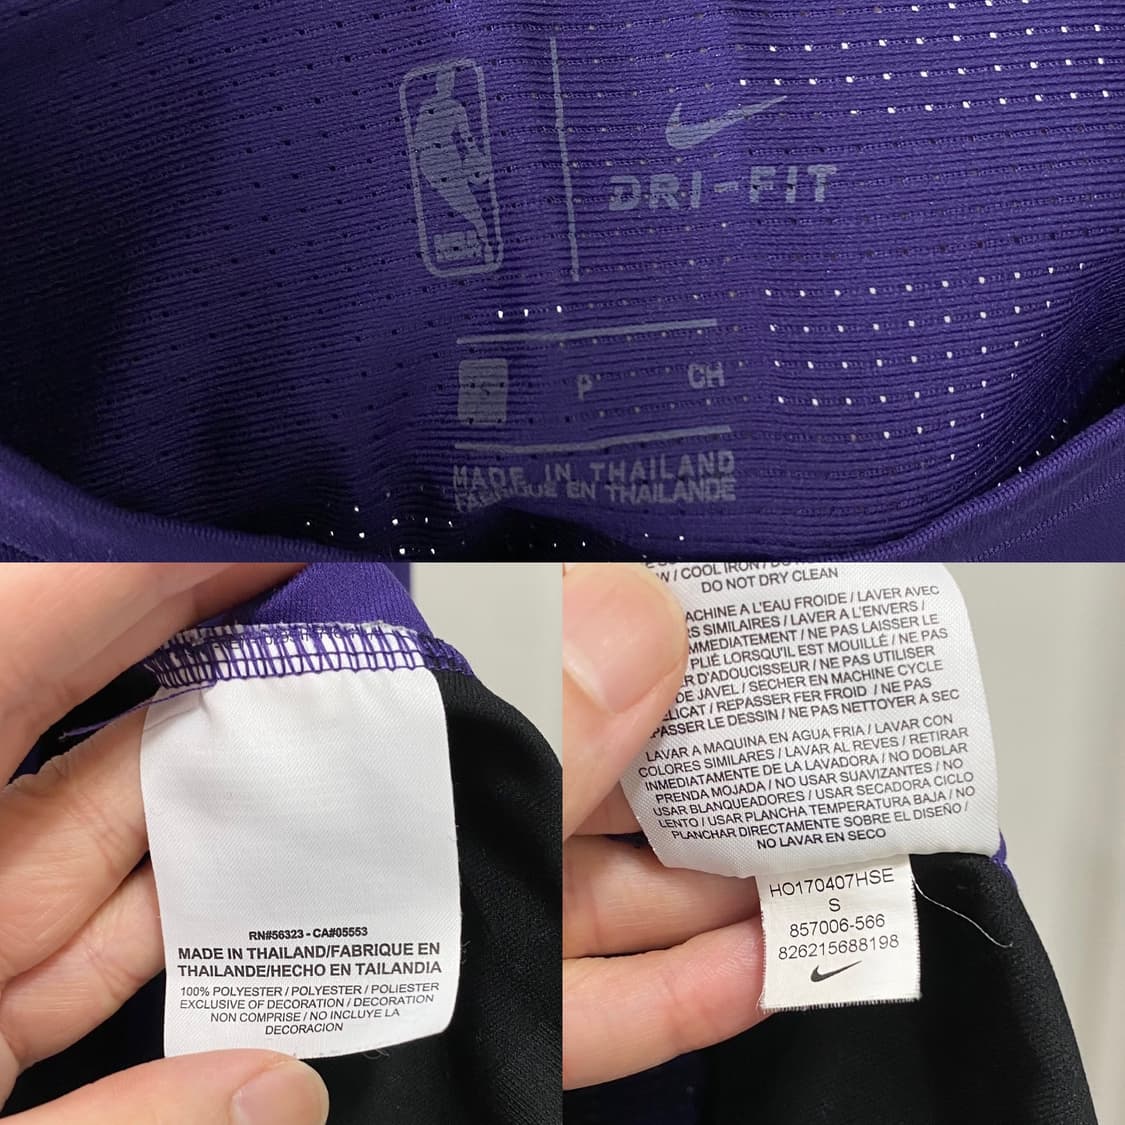 NBA
DRI-FIT
S P CH
MADE IN THAILAND
FABRIQUE EN THAILANDE
RN#56323 - CA#05553
MADE IN THAILAND/FABRIQUE EN
THAILANDE/HECHO EN TAILANDIA
100% POLYESTER / POLYESTER / POLIESTER
EXCLUSIVE OF DECORATION / DECORATION
NON COMPRISE / NO INCLUYE LA
DECORACION
W / COOL IRON /
DO NOT DRY CLEAN
ACHINE A L'EAU FROIDE / LAVER AVEC
RS SIMILAIRES / LAVER A L'ENVERS /
MMEDIATEMENT / NE PAS LAISSER LE
PLIÉ LORSQU'IL EST MOUILLÉ / NE PAS
R D'ADOUCISSEUR / NE PAS UTILISER
DE JAVEL / SECHER EN MACHINE CYCLE
ELICAT / REPASSER FER FROID / NE PAS
PASSER LE DESSIN / NE PAS NETTOYER A SEC
LAVAR A MAQUINA EN AGUA FRIA / LAVAR CON
COLORES SIMILARES / LAVAR AL REVES / RETIRAR
INMEDIATAMENTE DE LA LAVADORA / NO DOBLAR
PRENDA MOJADA / NO USAR SUAVIZANTES / NO
USAR BLANQUEADORES / USAR SECADORA CICLO
LENTO / USAR PLANCHA TEMPERATURA BAJA / NO
PLANCHAR DIRECTAMENTE SOBRE EL DISEÑO /
NO LAVAR EN SECO
HO170407HSE
S
857006-566
826215688198